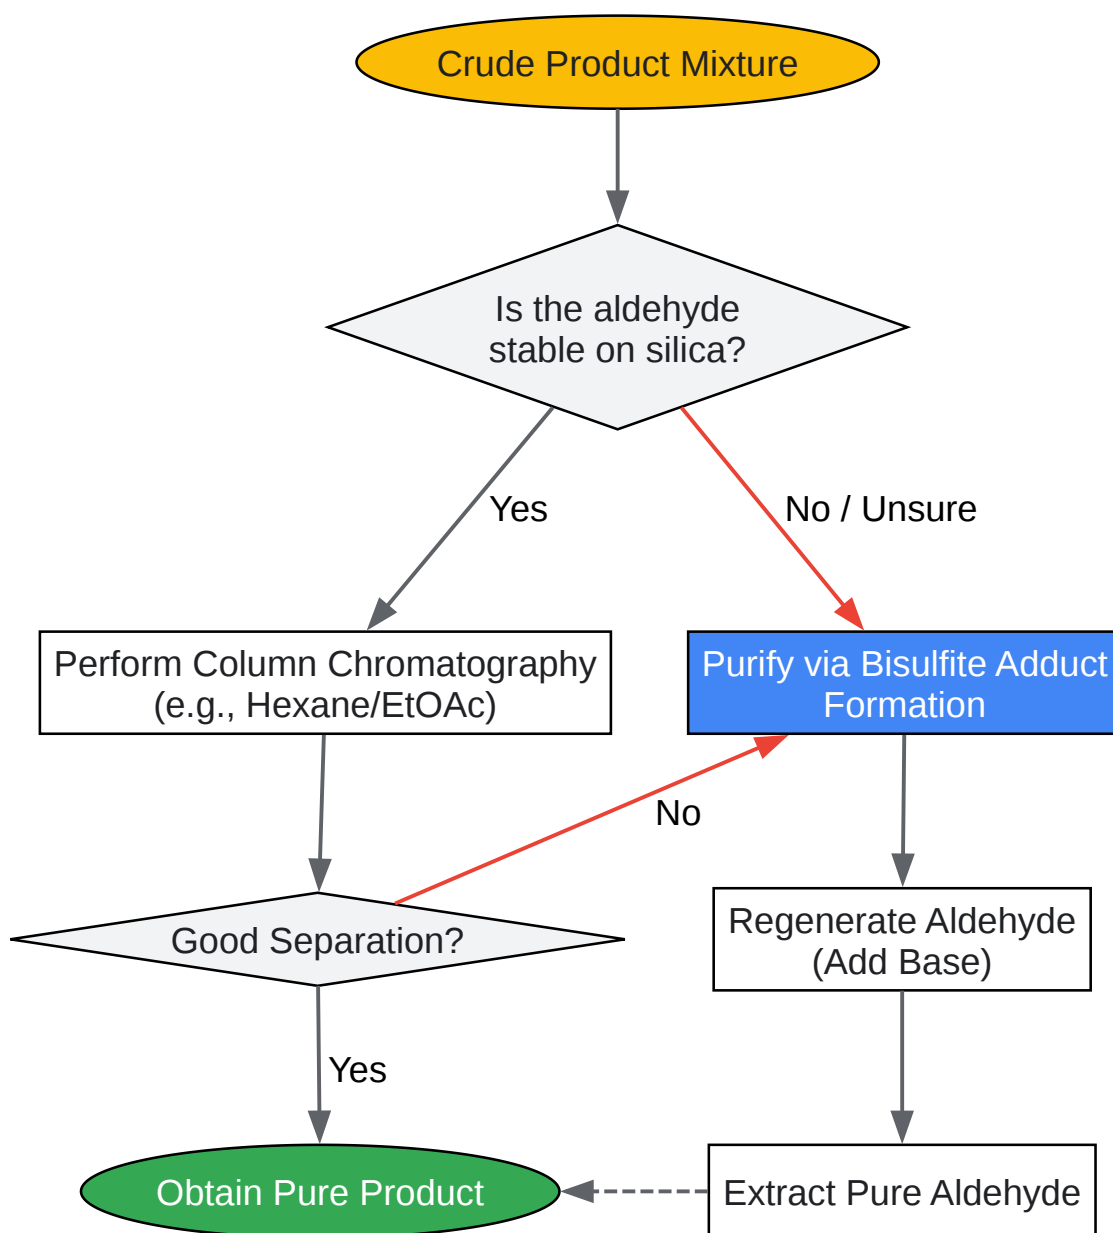 Crude Product Mixture
Is the aldehyde
stable on silica?
Yes
No / Unsure
Perform Column Chromatography
(e.g., Hexane/EtOAc)
Purify via Bisulfite Adduct
Formation
No
Good Separation?
Regenerate Aldehyde
(Add Base)
Yes
Obtain Pure Product
Extract Pure Aldehyde